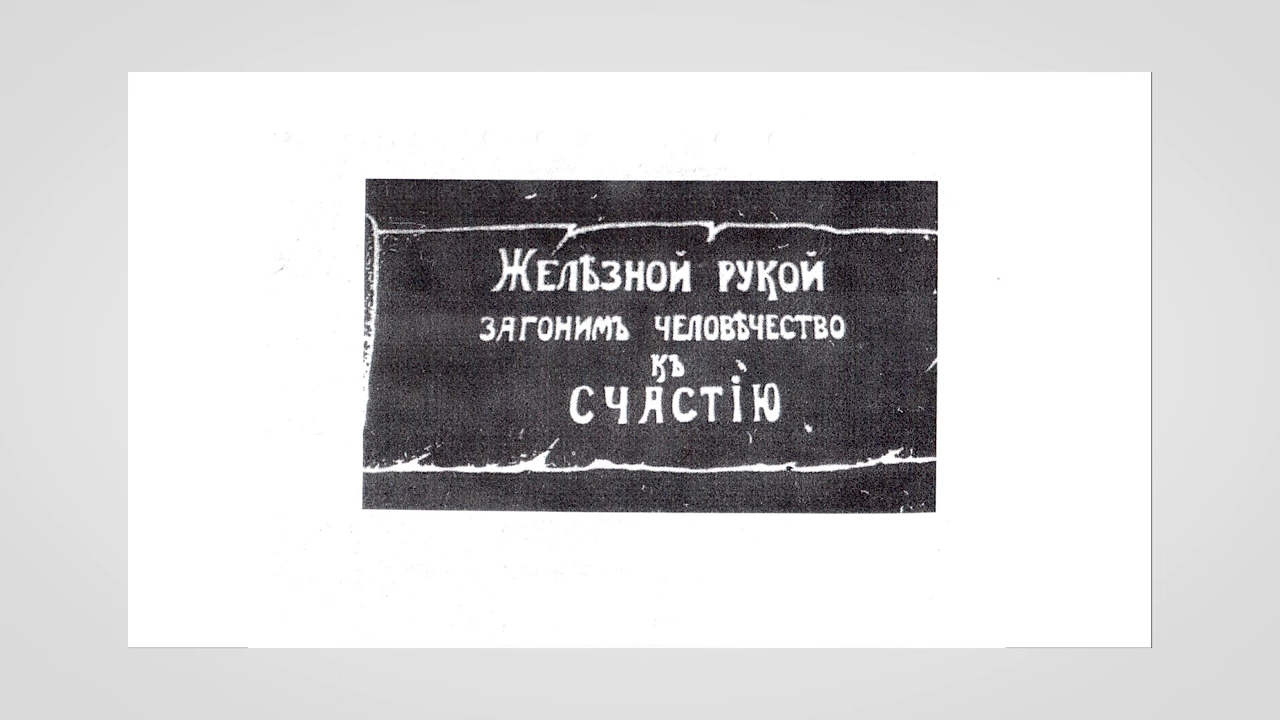 Желѣзной рукой
загонимъ человѣчество
къ
счастію